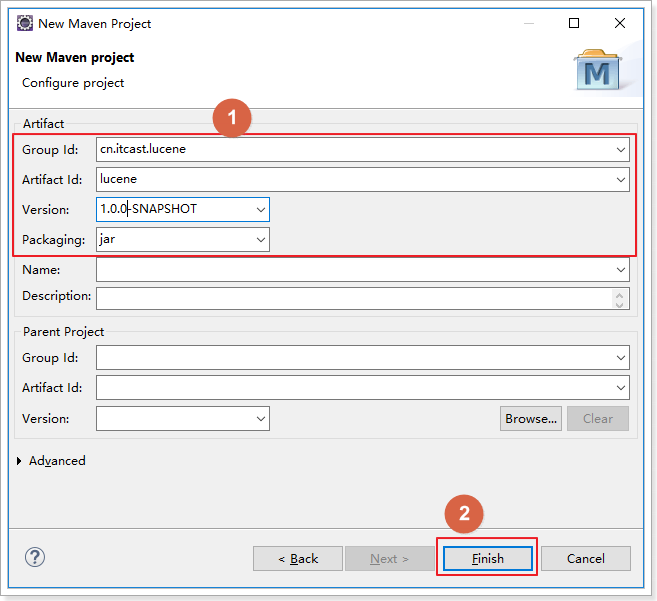 New Maven Project
New Maven project
Configure project
M
Artifact
1
Group Id: cn.itcast.lucene
Artifact Id: lucene
Version: 1.0.0-SNAPSHOT
Packaging: jar
Name:
Description:
Parent Project
Group Id:
Artifact Id:
Version: Browse... Clear
Advanced
2
? < Back Next > Finish Cancel